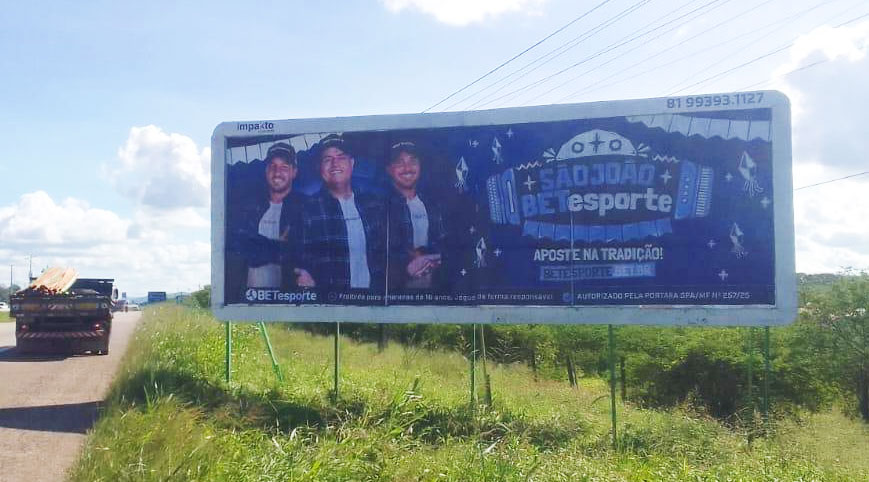 impakto
81 99393.1127
SÃO JOÃO
BETesporte
APOSTE NA TRADIÇÃO!
BETESPORTE.BET.BR
BETesporte
Proibido para menores de 18 anos. Jogue de forma responsável
AUTORIZADO PELA PORTARIA SPA/MF Nº 257/25